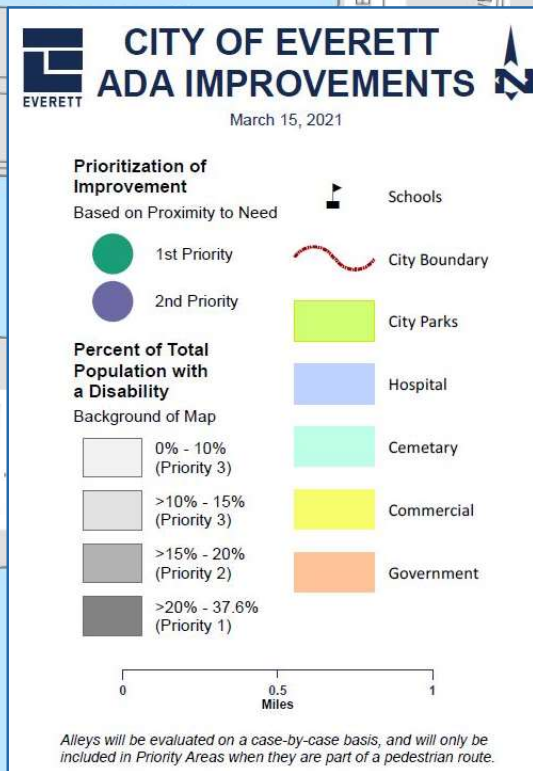 CITY OF EVERETT
ADA IMPROVEMENTS
EVERETT
N
March 15, 2021
Prioritization of
Improvement
Based on Proximity to Need
1st Priority
2nd Priority
Percent of Total
Population with
a Disability
Background of Map
0% - 10%
(Priority 3)
>10% - 15%
(Priority 3)
>15% - 20%
(Priority 2)
>20% - 37.6%
(Priority 1)
Schools
City Boundary
City Parks
Hospital
Cemetary
Commercial
Government
0 0.5 1
Miles
Alleys will be evaluated on a case-by-case basis, and will only be
included in Priority Areas when they are part of a pedestrian route.